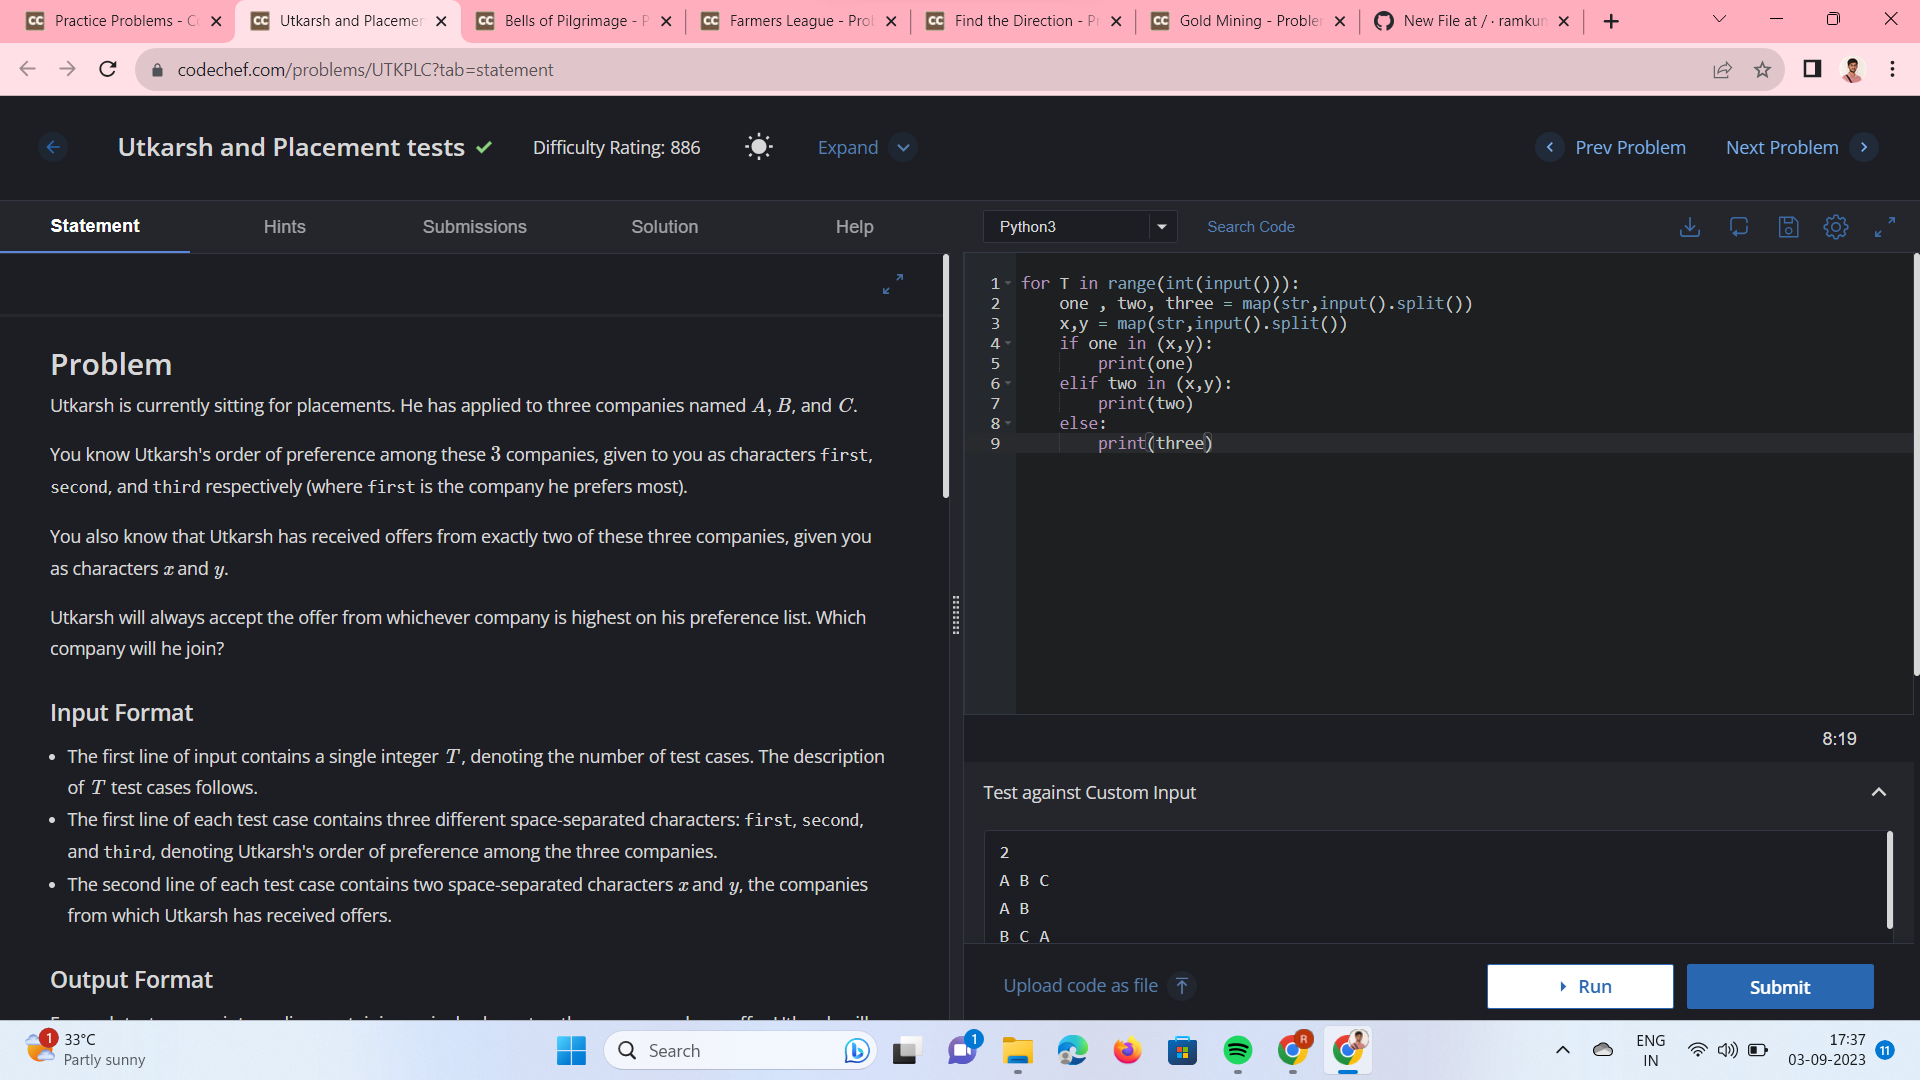 Practice Problems - C
Utkarsh and Placemen
Bells of Pilgrimage - P
Farmers League - Prob
Find the Direction - P
Gold Mining - Problem
New File at / · ramkun
codechef.com/problems/UTKPLC?tab=statement
Utkarsh and Placement tests
Difficulty Rating: 886
Expand
Prev Problem
Next Problem
Statement
Hints
Submissions
Solution
Help
Python3
Search Code
Problem
Utkarsh is currently sitting for placements. He has applied to three companies named A, B, and C.
You know Utkarsh's order of preference among these 3 companies, given to you as characters first,
second, and third respectively (where first is the company he prefers most).
You also know that Utkarsh has received offers from exactly two of these three companies, given you
as characters x and y.
Utkarsh will always accept the offer from whichever company is highest on his preference list. Which
company will he join?
Input Format
• The first line of input contains a single integer T, denoting the number of test cases. The description
of T test cases follows.
• The first line of each test case contains three different space-separated characters: first, second,
and third, denoting Utkarsh's order of preference among the three companies.
• The second line of each test case contains two space-separated characters x and y, the companies
from which Utkarsh has received offers.
Output Format
1 for T in range(int(input())):
2 one , two, three = map(str,input().split())
3 x,y = map(str,input().split())
4 if one in (x,y):
5 print(one)
6 elif two in (x,y):
7 print(two)
8 else:
9 print(three)
8:19
Test against Custom Input
2
A B C
A B
B C A
Upload code as file
Run
Submit
1
33°C
Partly sunny
Search
1
R
ENG
IN
17:37
03-09-2023
11